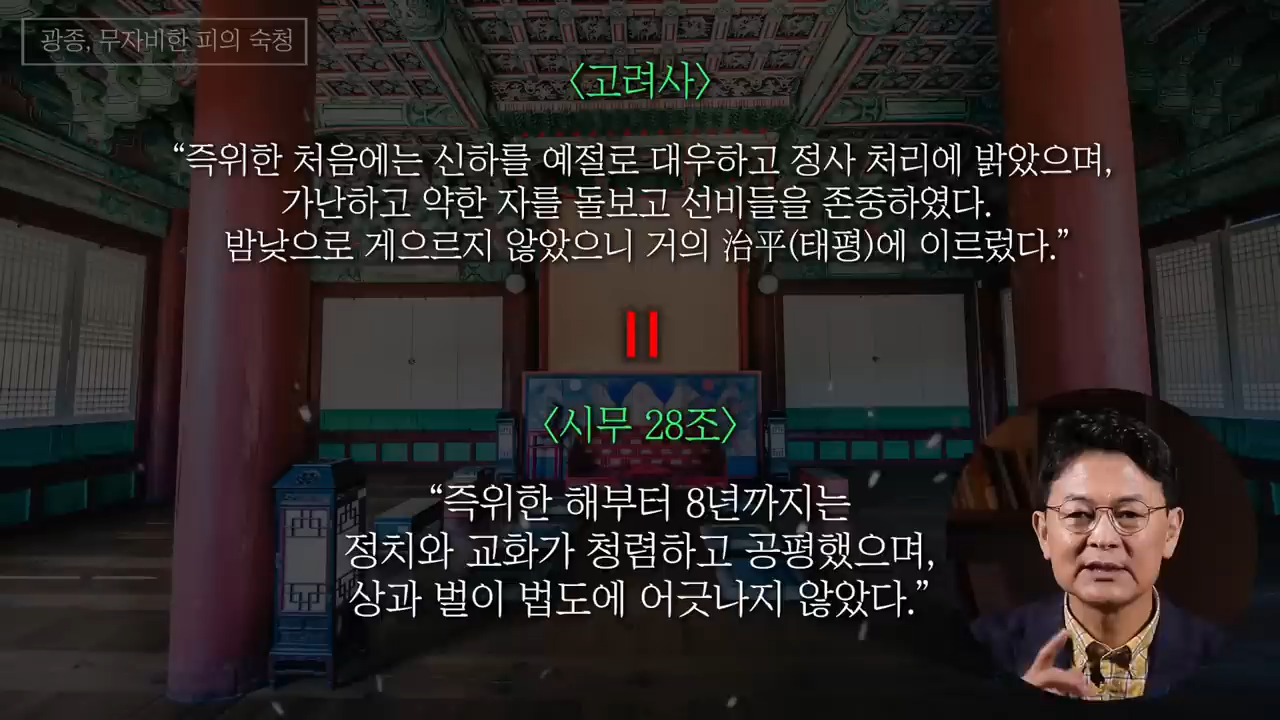 광종, 무자비한 피의 숙청
〈고려사〉
“즉위한 처음에는 신하를 예절로 대우하고 정사 처리에 밝았으며,
가난하고 약한 자를 돌보고 선비들을 존중하였다.
밤낮으로 게으르지 않았으니 거의 治平(태평)에 이르렀다.”
〈시무 28조〉
“즉위한 해부터 8년까지는
정치와 교화가 청렴하고 공평했으며,
상과 벌이 법도에 어긋나지 않았다.”